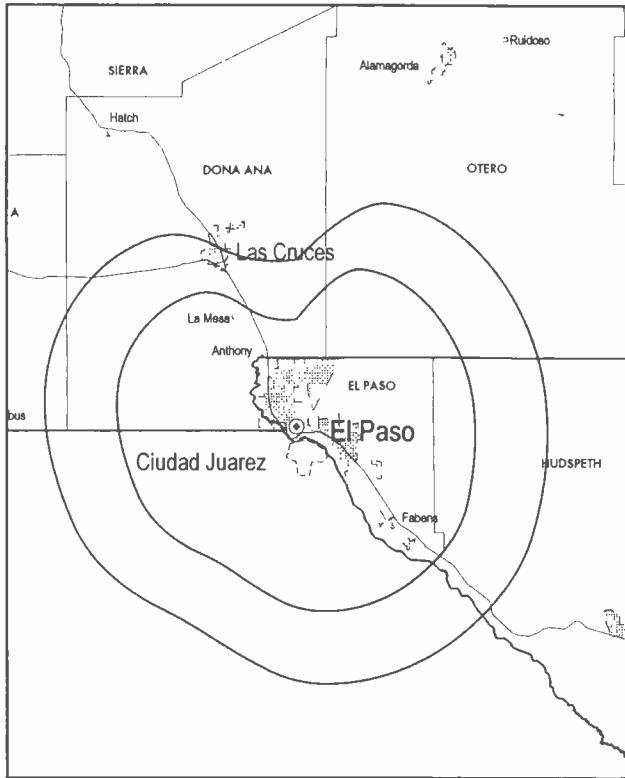 Ruidoso
Alamagorda
SIERRA
Hatch
DONA ANA
OTERO
A
Las Cruces
La Mesa
Anthony
EL PASO
bus
El Paso
Ciudad Juarez
HUDSPETH
Fabens